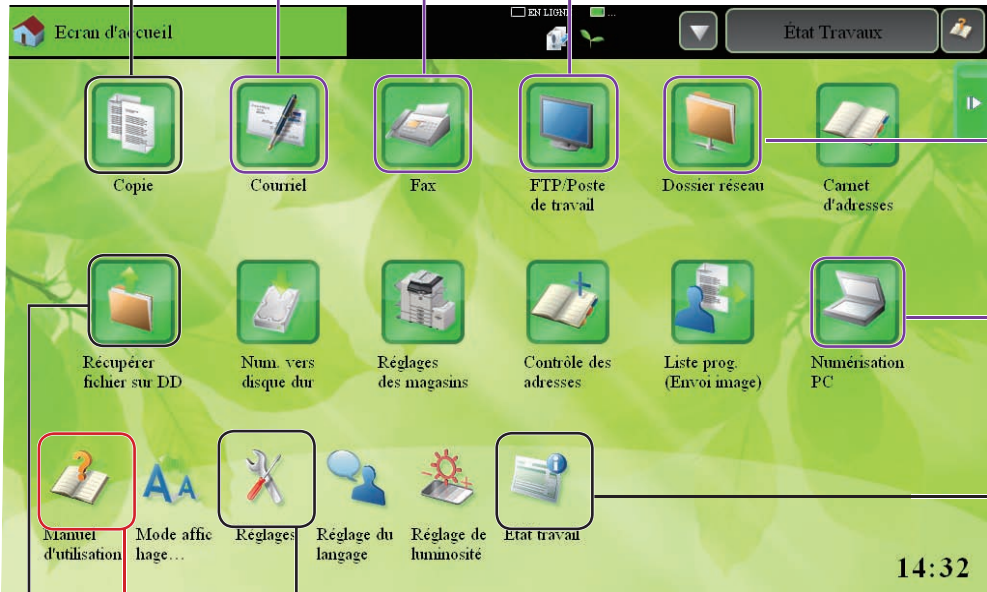 Ecran d'accueil
EN LIGNE
...
État Travaux
Copie
Courriel
Fax
FTP/Poste
de travail
Dossier réseau
Carnet
d'adresses
Récupérer
fichier sur DD
Num. vers
disque dur
Réglages
des magasins
Contrôle des
adresses
Liste prog.
(Envoi image)
Numérisation
PC
Manuel
d'utilisation
Mode affic
hage...
Réglages
Réglage du
langage
Réglage de
luminosité
Etat travail
14:32